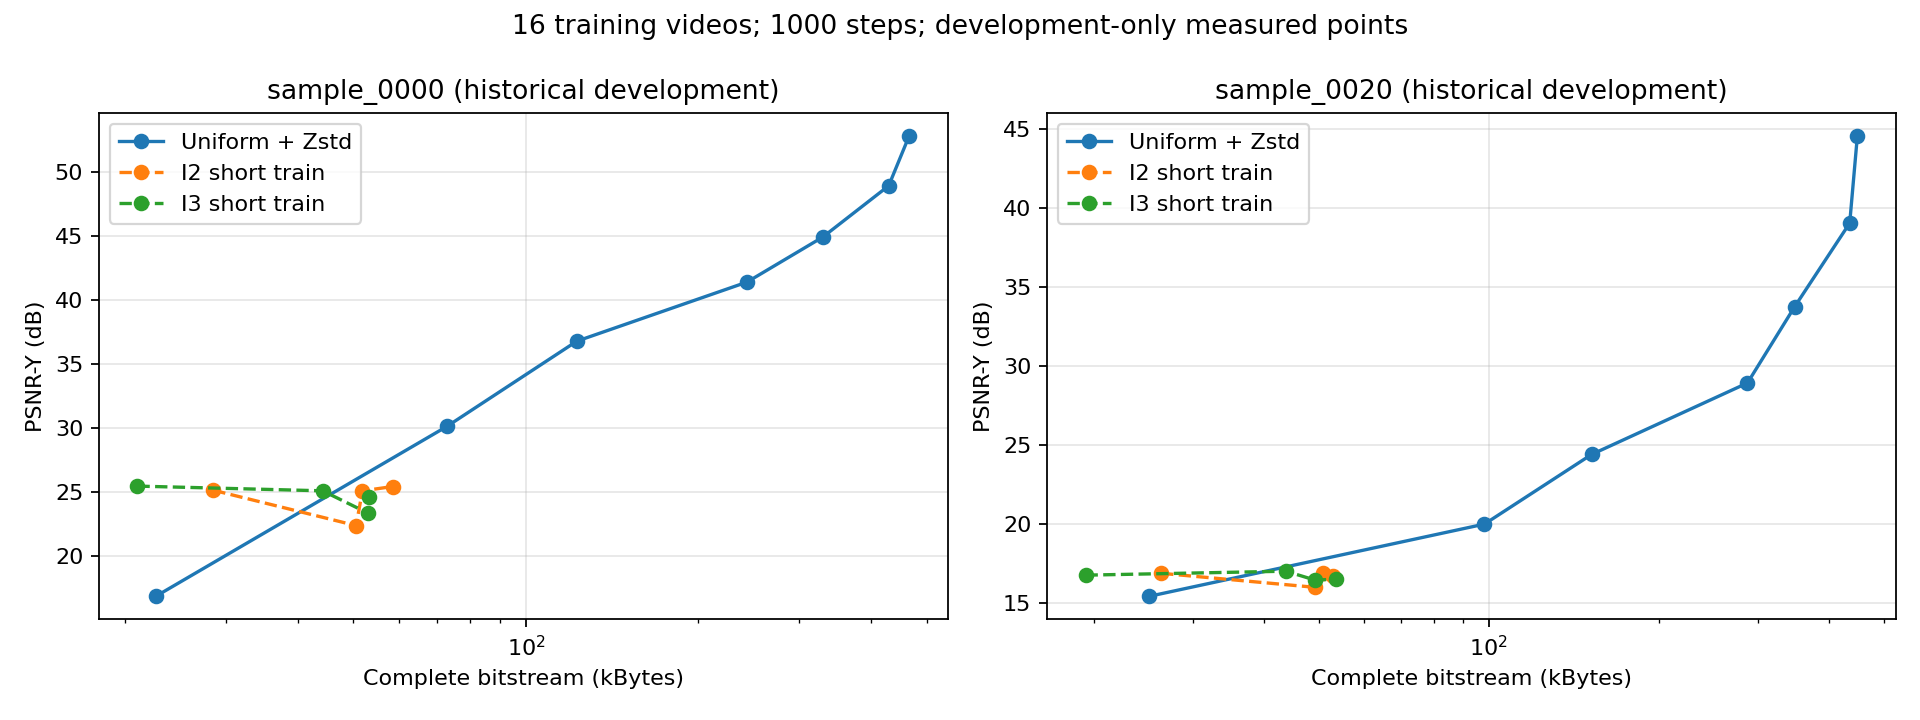 16 training videos; 1000 steps; development-only measured points
sample_0000 (historical development)
Uniform + Zstd
I2 short train
I3 short train
50
45
40
35
30
25
20
PSNR-Y (dB)
10²
Complete bitstream (kBytes)
sample_0020 (historical development)
Uniform + Zstd
I2 short train
I3 short train
45
40
35
30
25
20
15
PSNR-Y (dB)
10²
Complete bitstream (kBytes)